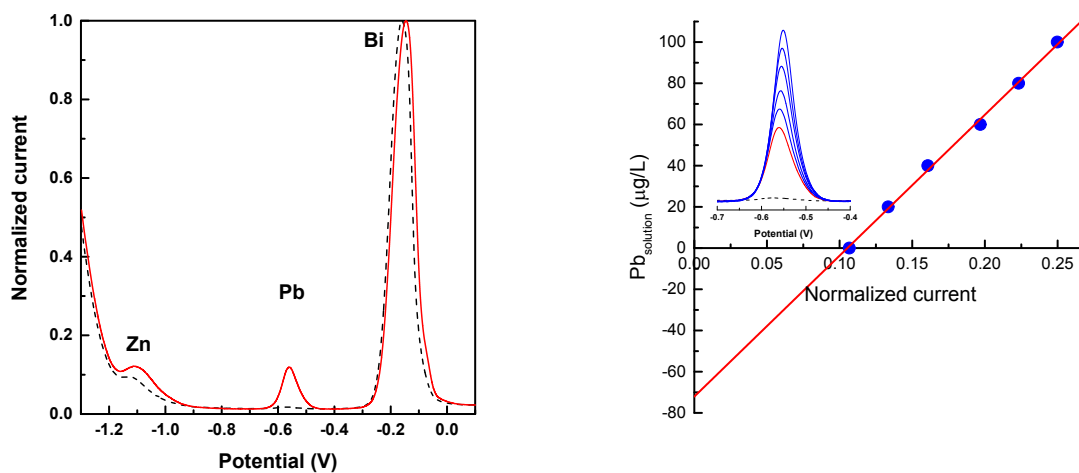 1.0
0.8
0.6
0.4
0.2
0.0
Normalized current
Zn
Pb
Bi
-1.2 -1.0 -0.8 -0.6 -0.4 -0.2 0.0
Potential (V)
100
80
60
40
20
0
-20
-40
-60
-80
Pbsolution (μg/L)
0.00 0.05 0.10 0.15 0.20 0.25
Normalized current
-0.7 -0.6 -0.5 -0.4
Potential (V)